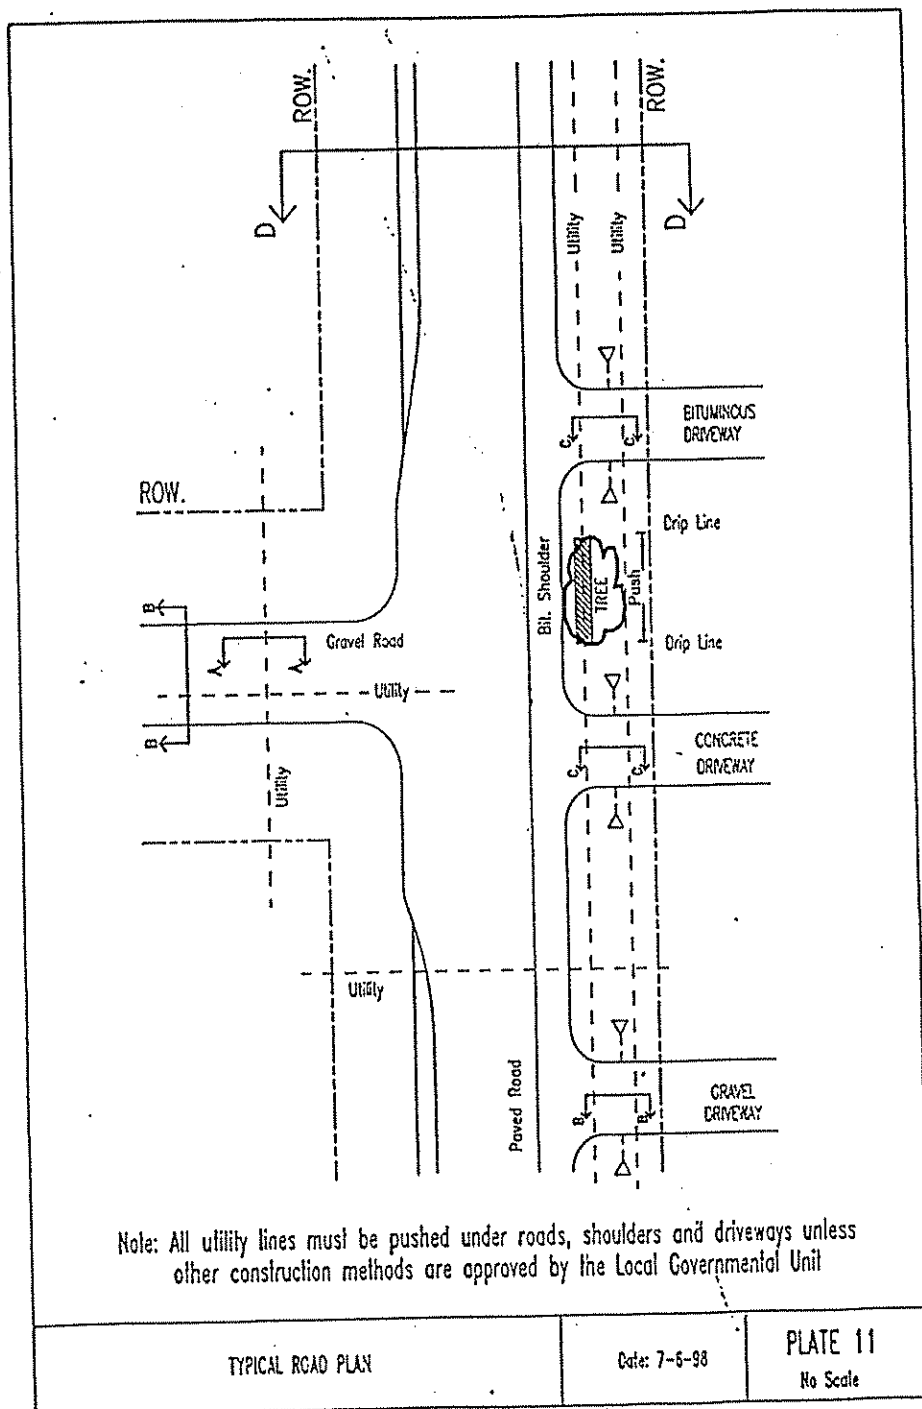 ROW.
ROW.
D
D
Utility
Utility
BITUMINOUS
DRIVEWAY
C
C
ROW.
Drip Line
Bit. Shoulder
TREE
Push
B
Gravel Road
A
A
Drip Line
Utility
B
CONCRETE
DRIVEWAY
C
C
Utility
Utility
Paved Road
GRAVEL
DRIVEWAY
B
B
Note: All utility lines must be pushed under roads, shoulders and driveways unless
other construction methods are approved by the Local Governmental Unit
TYPICAL ROAD PLAN
Date: 7-6-98
PLATE 11
No Scale